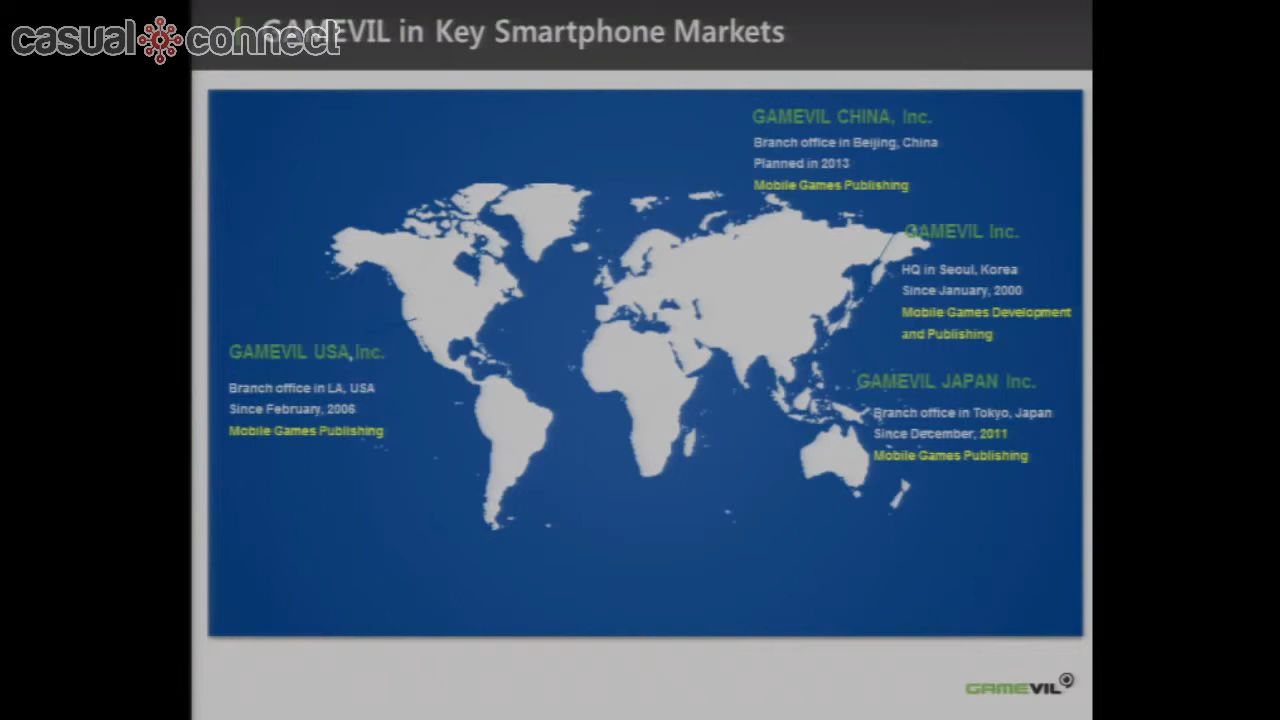 casual connect
GAMEVIL in Key Smartphone Markets
GAMEVIL CHINA, Inc.
Branch office in Beijing, China
Planned in 2013
Mobile Games Publishing
GAMEVIL Inc.
HQ in Seoul, Korea
Since January, 2000
Mobile Games Development
and Publishing
GAMEVIL USA,Inc.
Branch office in LA, USA
Since February, 2006
Mobile Games Publishing
GAMEVIL JAPAN Inc.
Branch office in Tokyo, Japan
Since December, 2011
Mobile Games Publishing
GAMEVIL